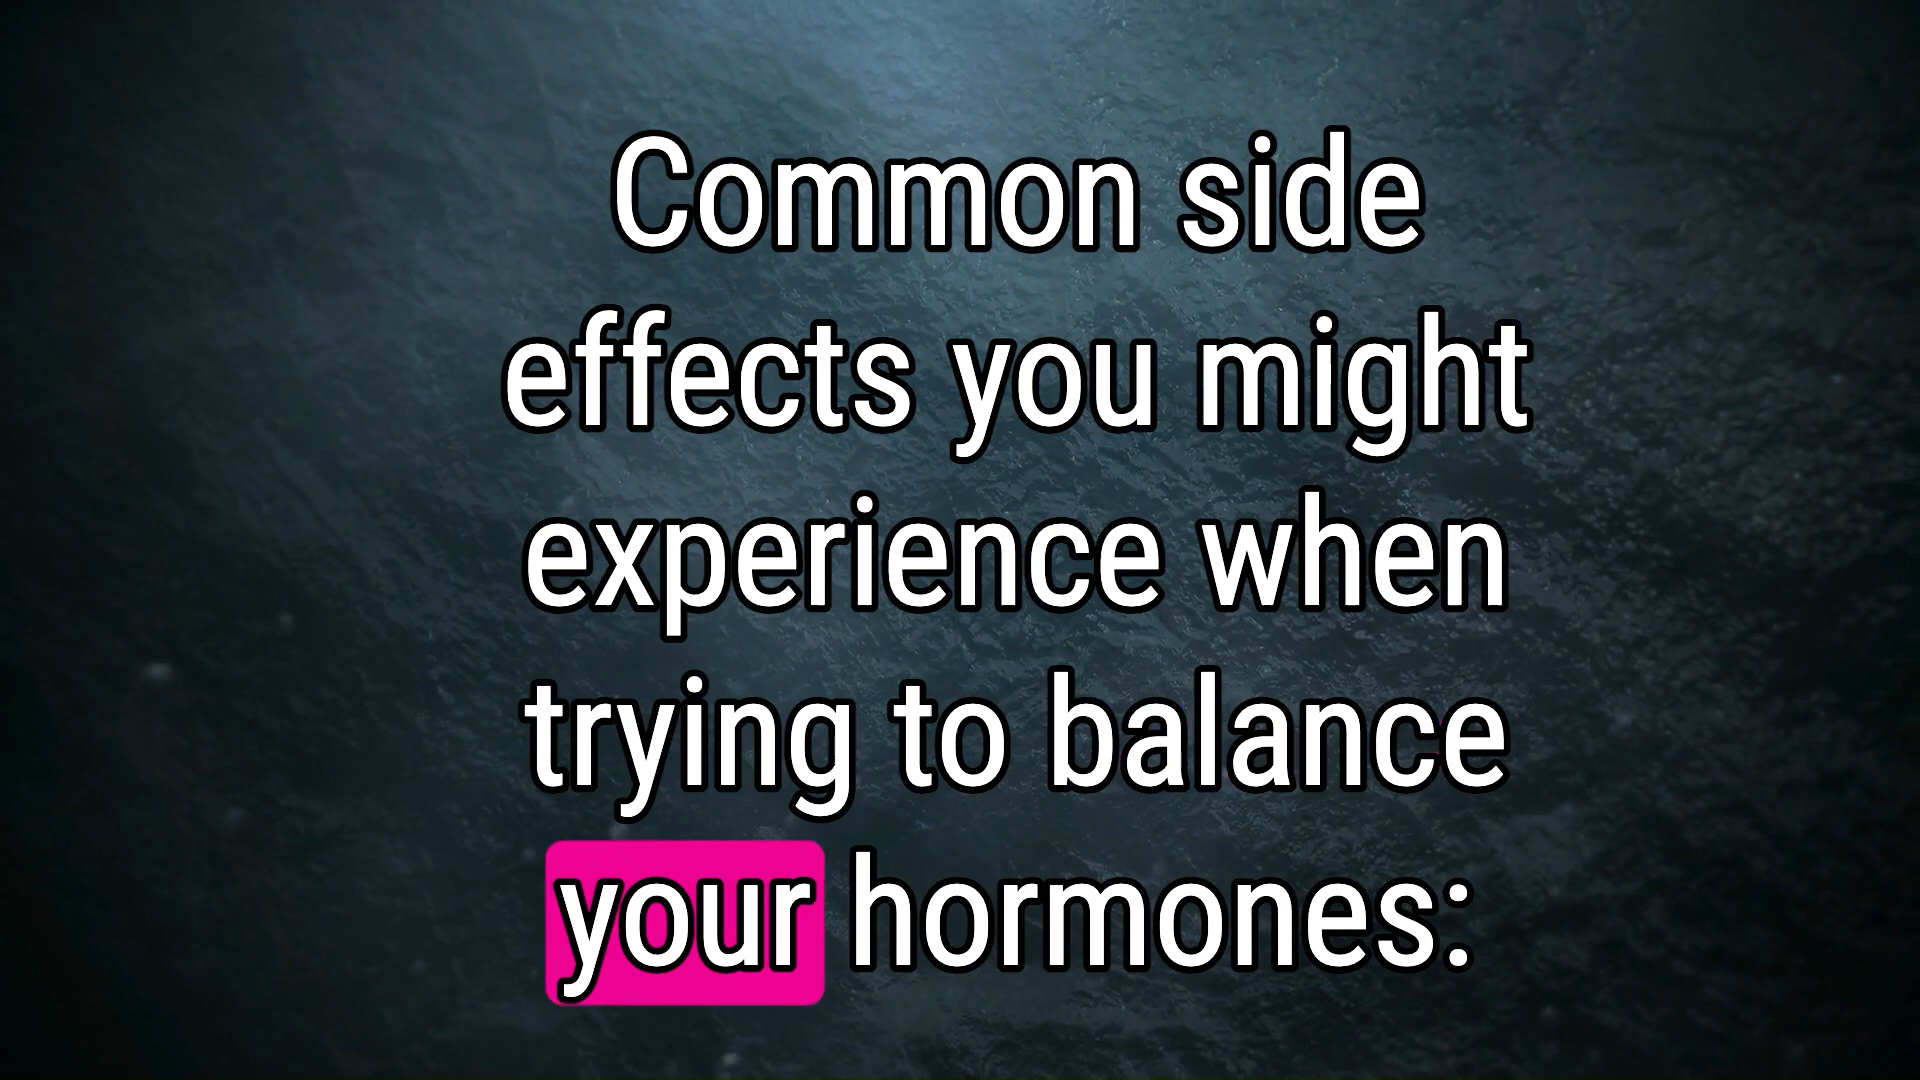 Common side
effects you might
experience when
trying to balance
your hormones: